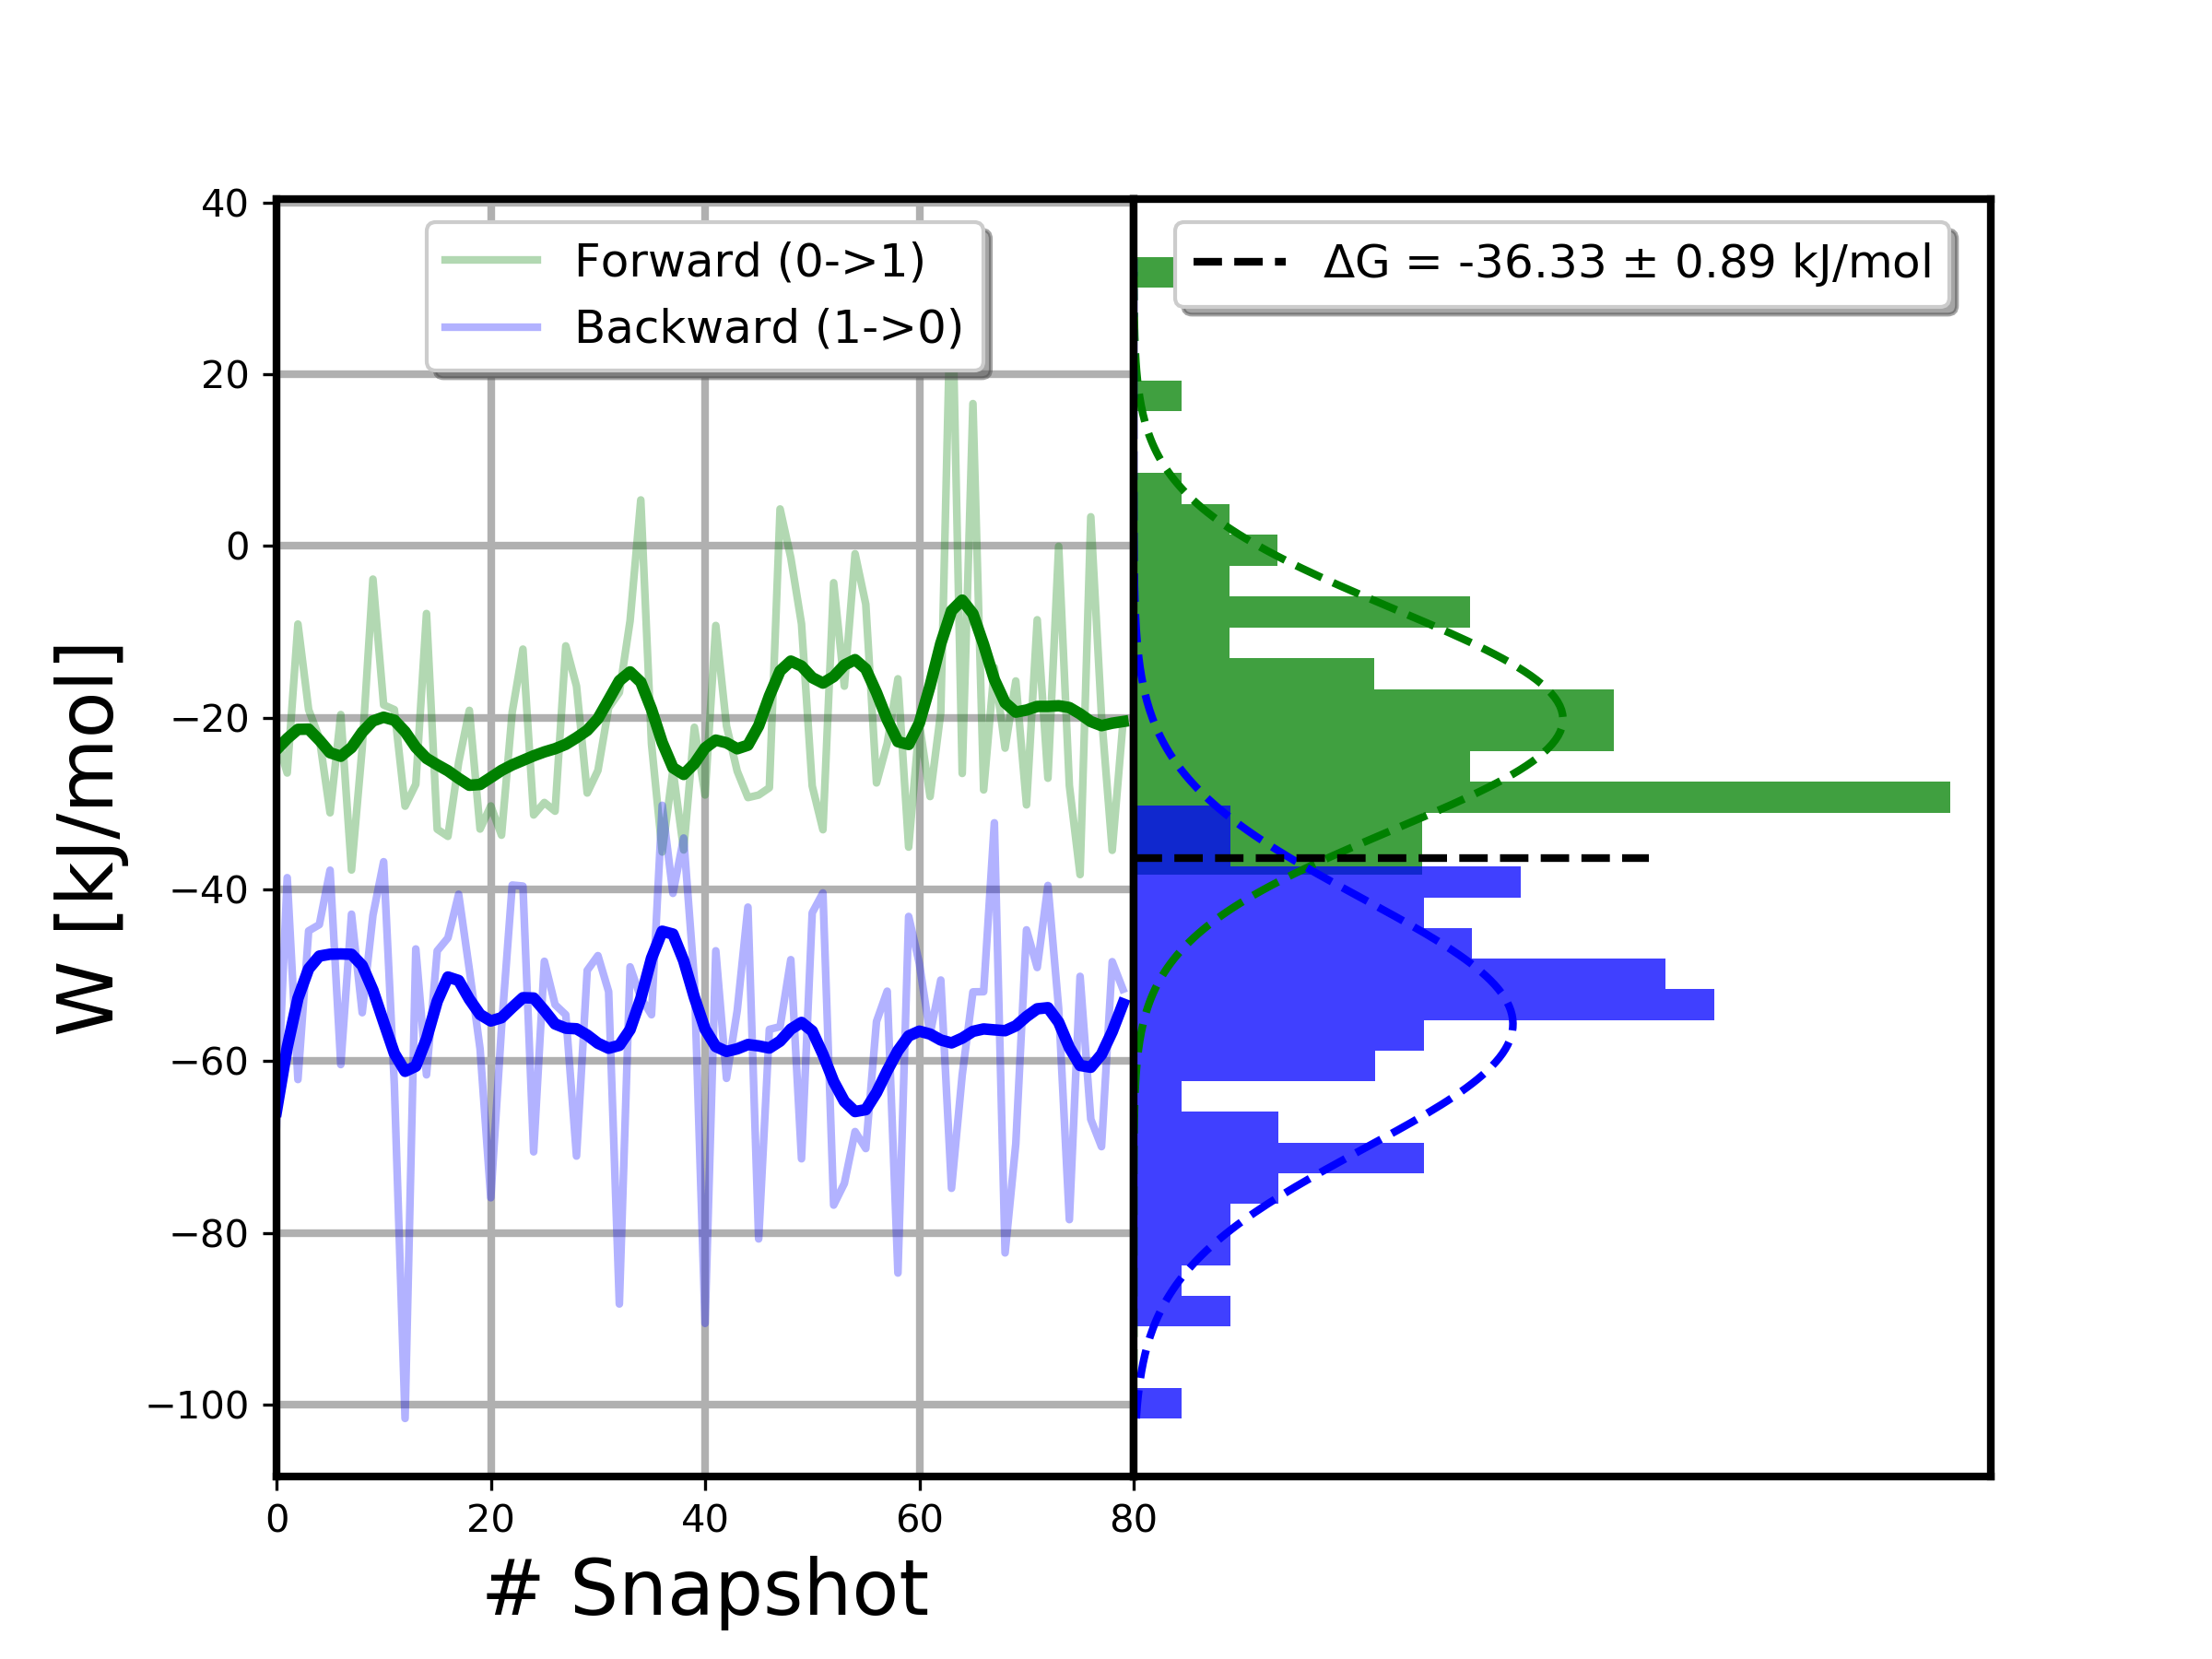 Forward (0->1)
Backward (1->0)
ΔG = -36.33 ± 0.89 kJ/mol
W [kJ/mol]
40
20
0
−20
−40
−60
−80
−100
0 20 40 60 80
# Snapshot